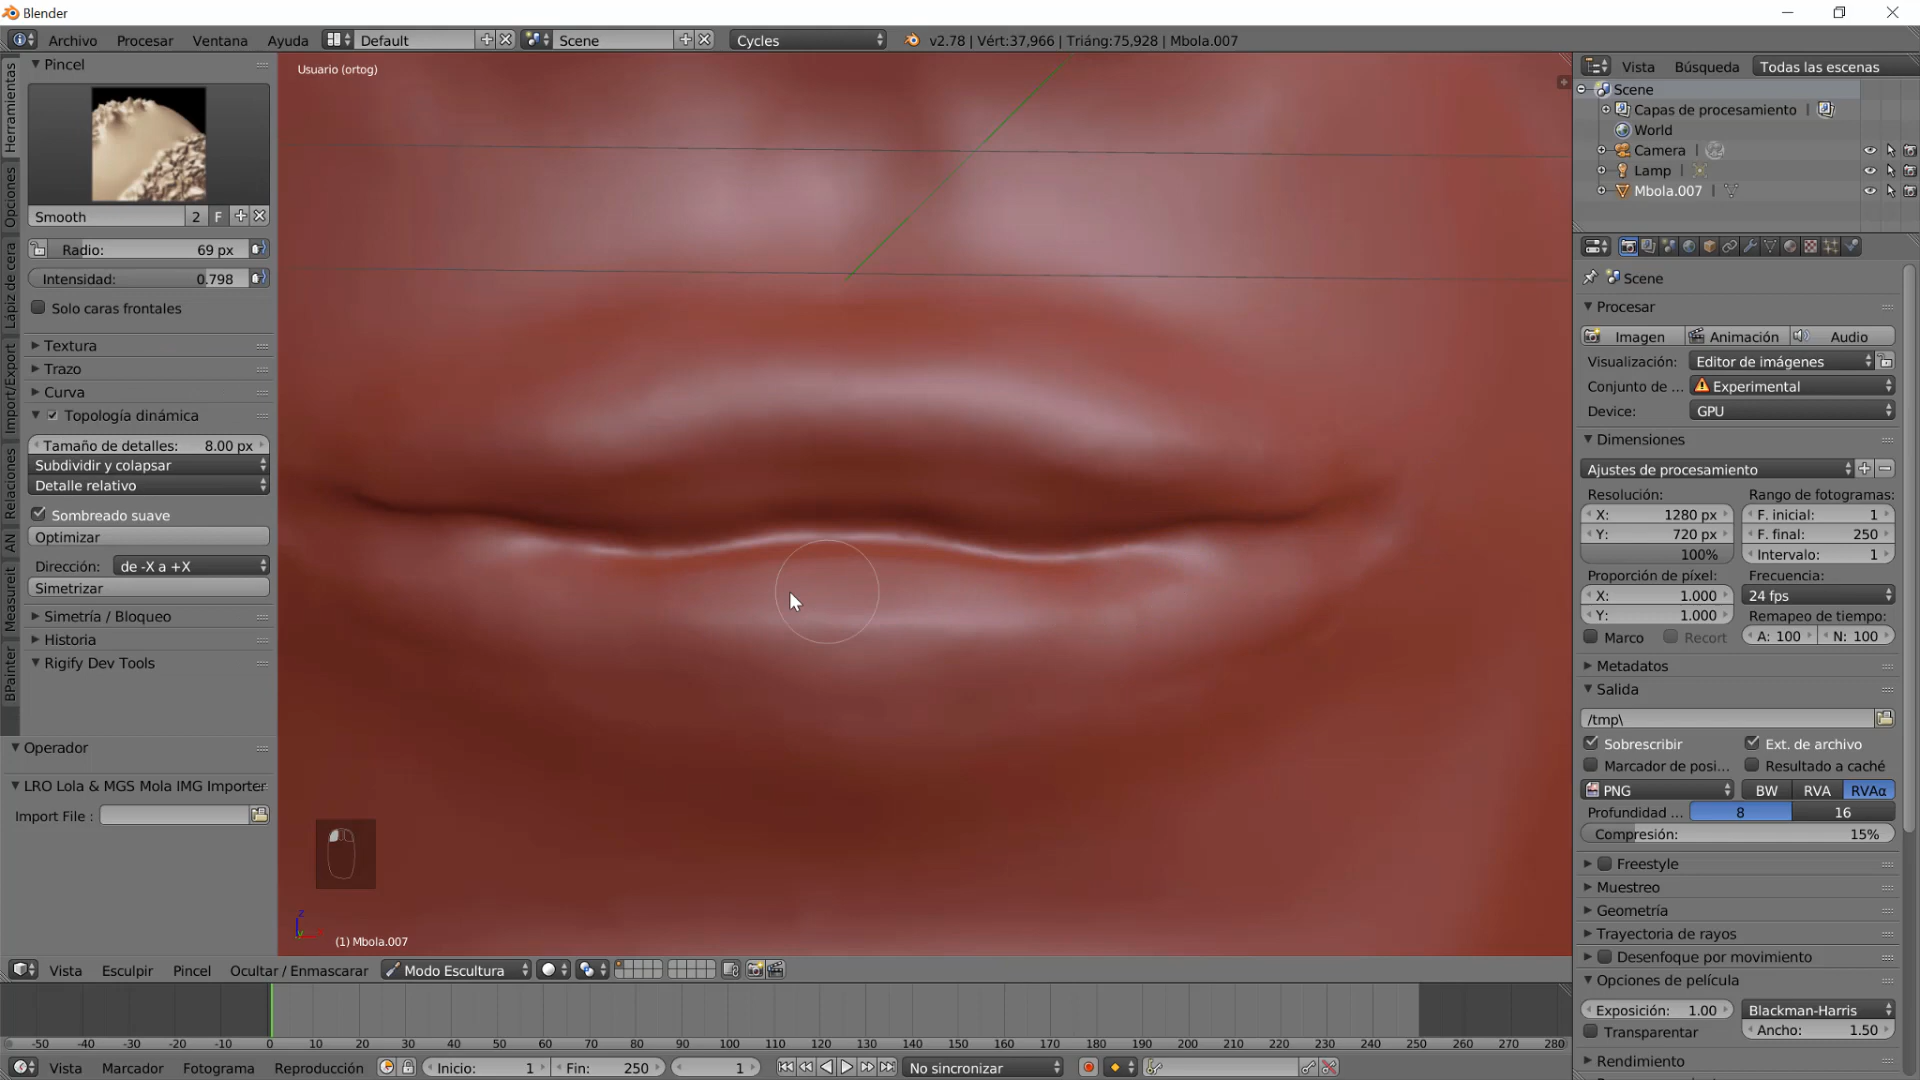 Blender
Archivo Procesar Ventana Ayuda Default Scene Cycles v2.78 | Vért:37,966 | Triáng:75,928 | Mbola.007
Pincel
Usuario (ortog)
Vista Búsqueda Todas las escenas
Scene
Capas de procesamiento |
World
Camera |
Lamp |
Mbola.007 |
Herramientas
Opciones
Lápiz de cera
Import/Export
Relaciones
AN
Measureit
BPainter
Smooth 2 F
Radio: 69 px
Intensidad: 0.798
Solo caras frontales
Textura
Trazo
Curva
Topología dinámica
Tamaño de detalles: 8.00 px
Subdividir y colapsar
Detalle relativo
Sombreado suave
Optimizar
Dirección: de -X a +X
Simetrizar
Simetría / Bloqueo
Historia
Rigify Dev Tools
Operador
LRO Lola & MGS Mola IMG Importer
Import File :
z
(1) Mbola.007
Scene
Procesar
Imagen Animación Audio
Visualización: Editor de imágenes
Conjunto de ... Experimental
Device: GPU
Dimensiones
Ajustes de procesamiento
Resolución: Rango de fotogramas:
X: 1280 px F. inicial: 1
Y: 720 px F. final: 250
100% Intervalo: 1
Proporción de píxel: Frecuencia:
X: 1.000 24 fps
Y: 1.000 Remapeo de tiempo:
Marco Recort A: 100 N: 100
Metadatos
Salida
/tmp\
Sobrescribir Ext. de archivo
Marcador de posi... Resultado a caché
PNG BW RVA RVAα
Profundidad ... 8 16
Compresión: 15%
Freestyle
Muestreo
Geometría
Trayectoria de rayos
Desenfoque por movimiento
Opciones de película
Exposición: 1.00 Blackman-Harris
Transparentar Ancho: 1.50
Rendimiento
Vista Esculpir Pincel Ocultar / Enmascarar Modo Escultura
-50 -40 -30 -20 -10 0 10 20 30 40 50 60 70 80 90 100 110 120 130 140 150 160 170 180 190 200 210 220 230 240 250 260 270 280
Vista Marcador Fotograma Reproducción Inicio: 1 Fin: 250 1 No sincronizar